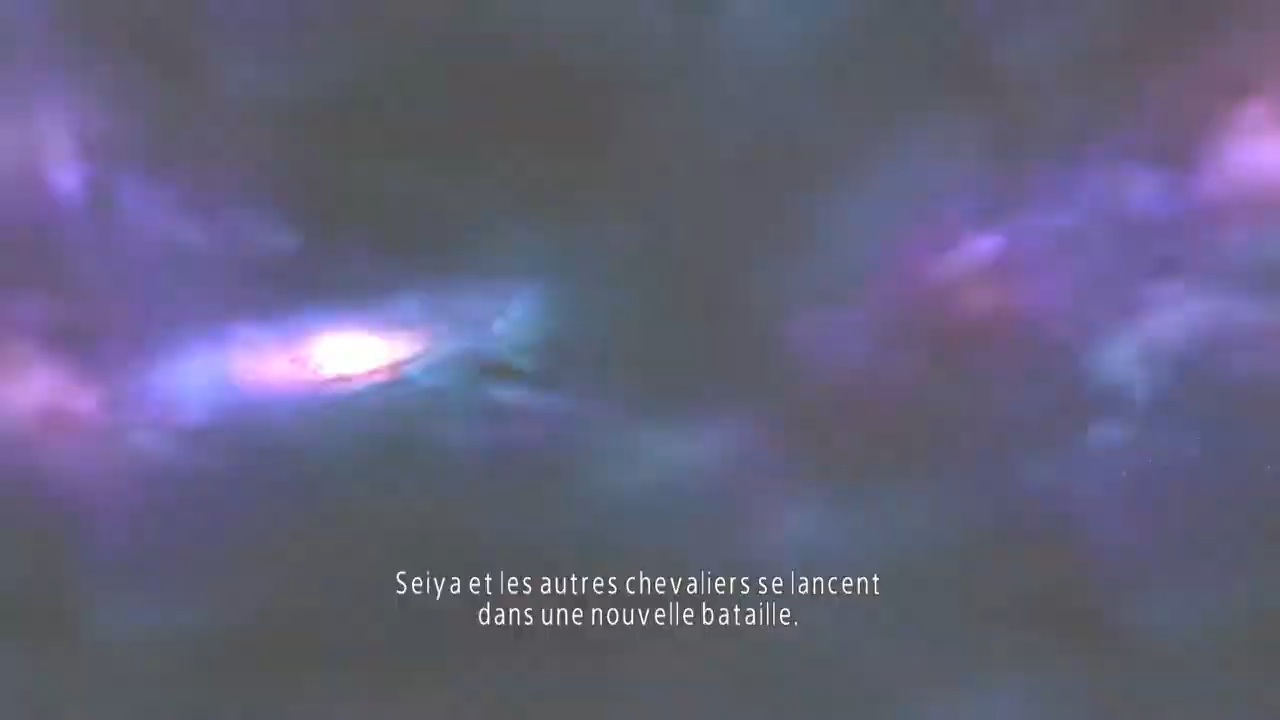 Seiya et les autres chevaliers se lancent
dans une nouvelle bataille.